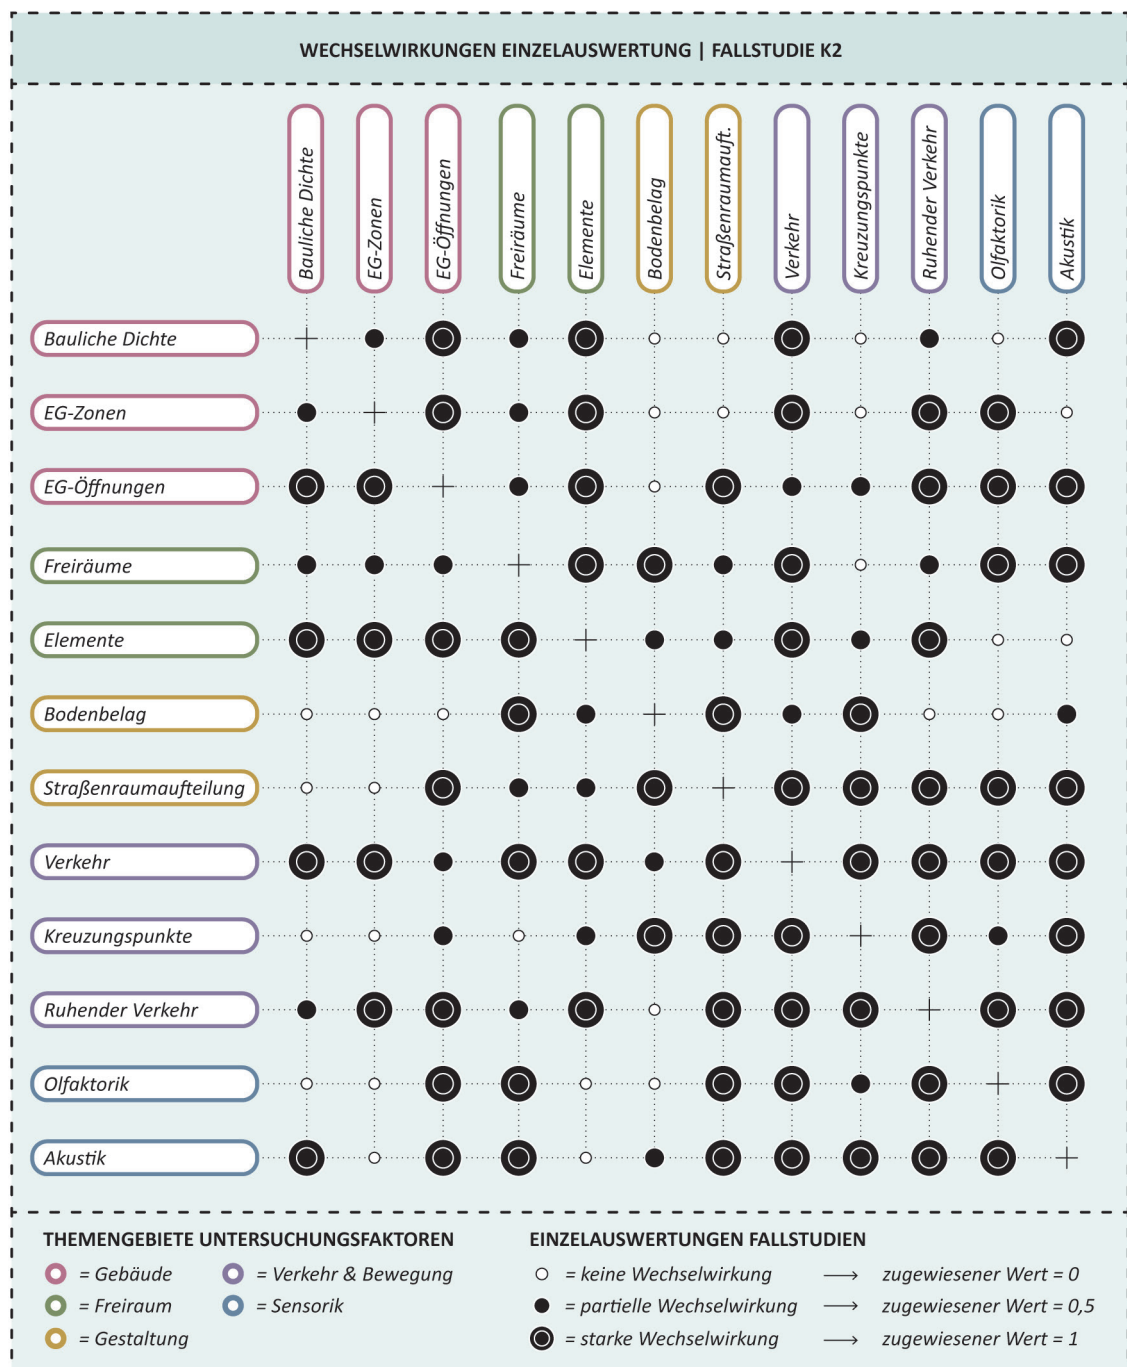 WECHSELWIRKUNGEN EINZELAUSWERTUNG | FALLSTUDIE K2
Bauliche Dichte
EG-Zonen
EG-Öffnungen
Freiräume
Elemente
Bodenbelag
Straßenraumauft.
Verkehr
Kreuzungspunkte
Ruhender Verkehr
Olfaktorik
Akustik
Bauliche Dichte
EG-Zonen
EG-Öffnungen
Freiräume
Elemente
Bodenbelag
Straßenraumaufteilung
Verkehr
Kreuzungspunkte
Ruhender Verkehr
Olfaktorik
Akustik
THEMENGEBIETE UNTERSUCHUNGSFAKTOREN
= Gebäude
= Freiraum
= Gestaltung
= Verkehr & Bewegung
= Sensorik
EINZELAUSWERTUNGEN FALLSTUDIEN
= keine Wechselwirkung → zugewiesener Wert = 0
= partielle Wechselwirkung → zugewiesener Wert = 0,5
= starke Wechselwirkung → zugewiesener Wert = 1